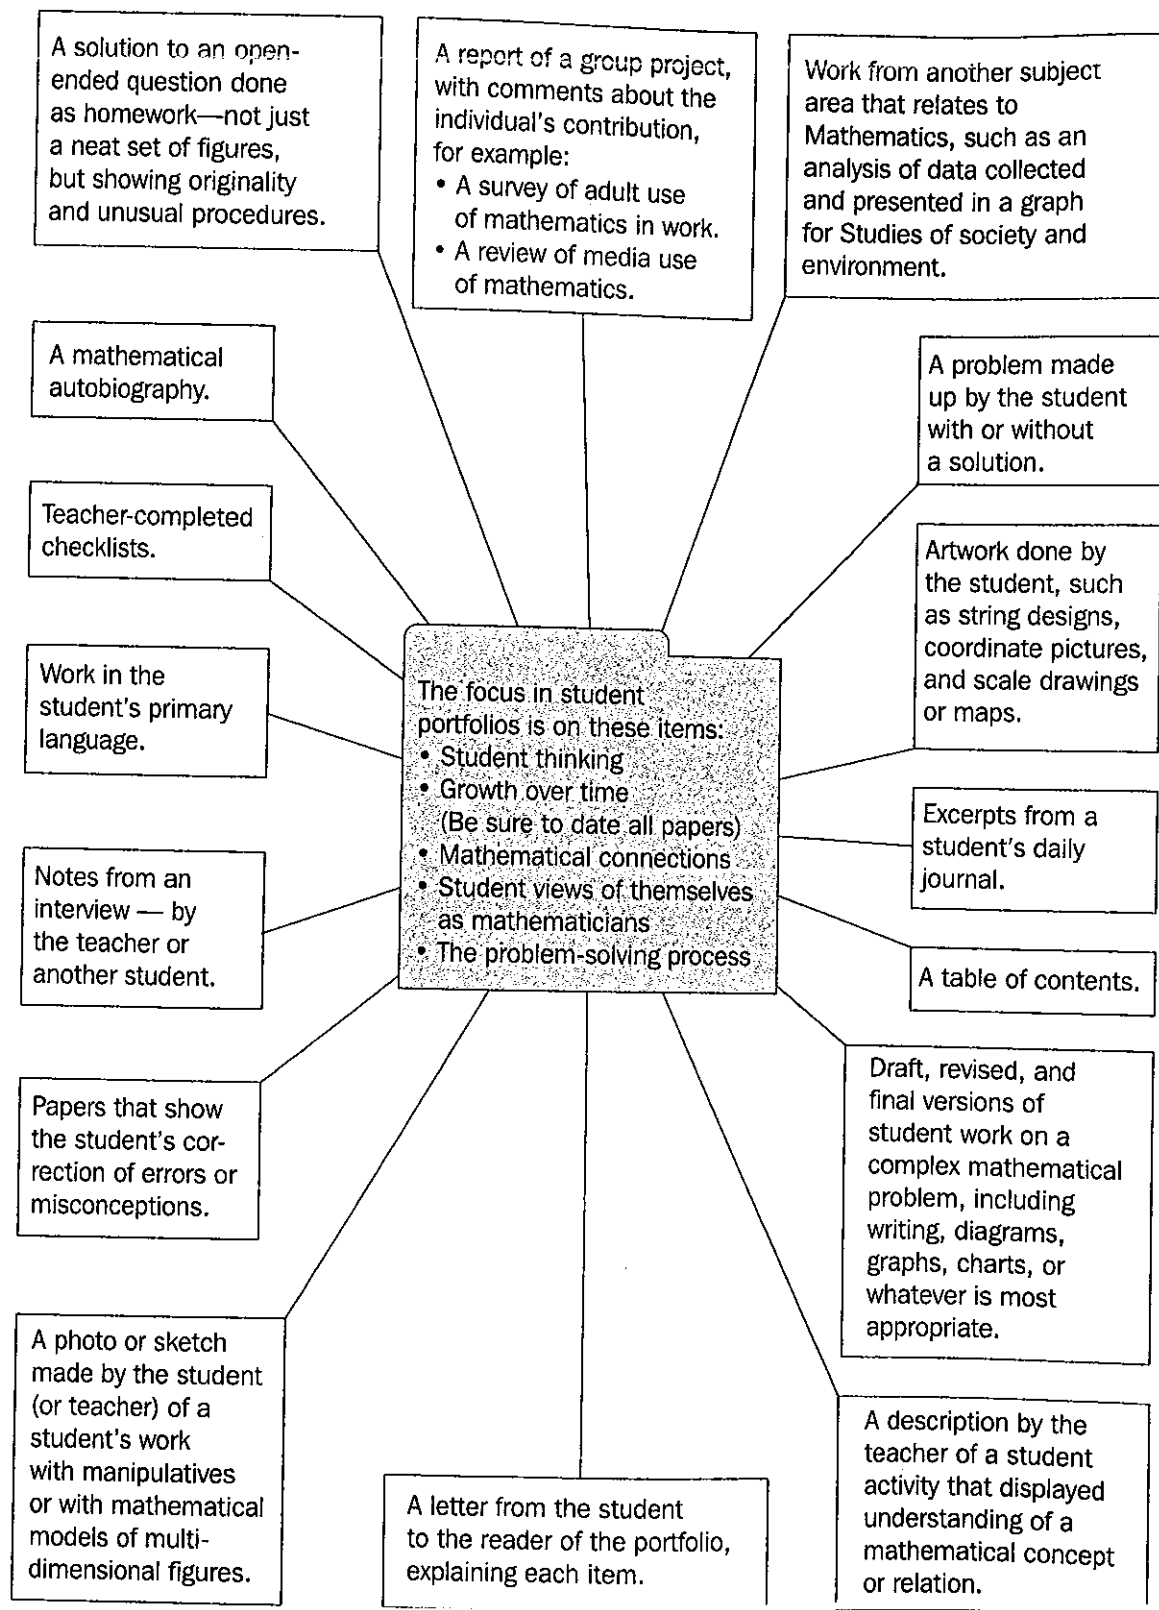 A solution to an open-
ended question done
as homework—not just
a neat set of figures,
but showing originality
and unusual procedures.
A report of a group project,
with comments about the
individual's contribution,
for example:
• A survey of adult use
of mathematics in work.
• A review of media use
of mathematics.
Work from another subject
area that relates to
Mathematics, such as an
analysis of data collected
and presented in a graph
for Studies of society and
environment.
A mathematical
autobiography.
A problem made
up by the student
with or without
a solution.
Teacher-completed
checklists.
Artwork done by
the student, such
as string designs,
coordinate pictures,
and scale drawings
or maps.
Work in the
student's primary
language.
The focus in student
portfolios is on these items:
• Student thinking
• Growth over time
(Be sure to date all papers)
• Mathematical connections
• Student views of themselves
as mathematicians
• The problem-solving process
Excerpts from a
student's daily
journal.
Notes from an
interview — by
the teacher or
another student.
A table of contents.
Papers that show
the student's cor-
rection of errors or
misconceptions.
Draft, revised, and
final versions of
student work on a
complex mathematical
problem, including
writing, diagrams,
graphs, charts, or
whatever is most
appropriate.
A photo or sketch
made by the student
(or teacher) of a
student's work
with manipulatives
or with mathematical
models of multi-
dimensional figures.
A letter from the student
to the reader of the portfolio,
explaining each item.
A description by the
teacher of a student
activity that displayed
understanding of a
mathematical concept
or relation.